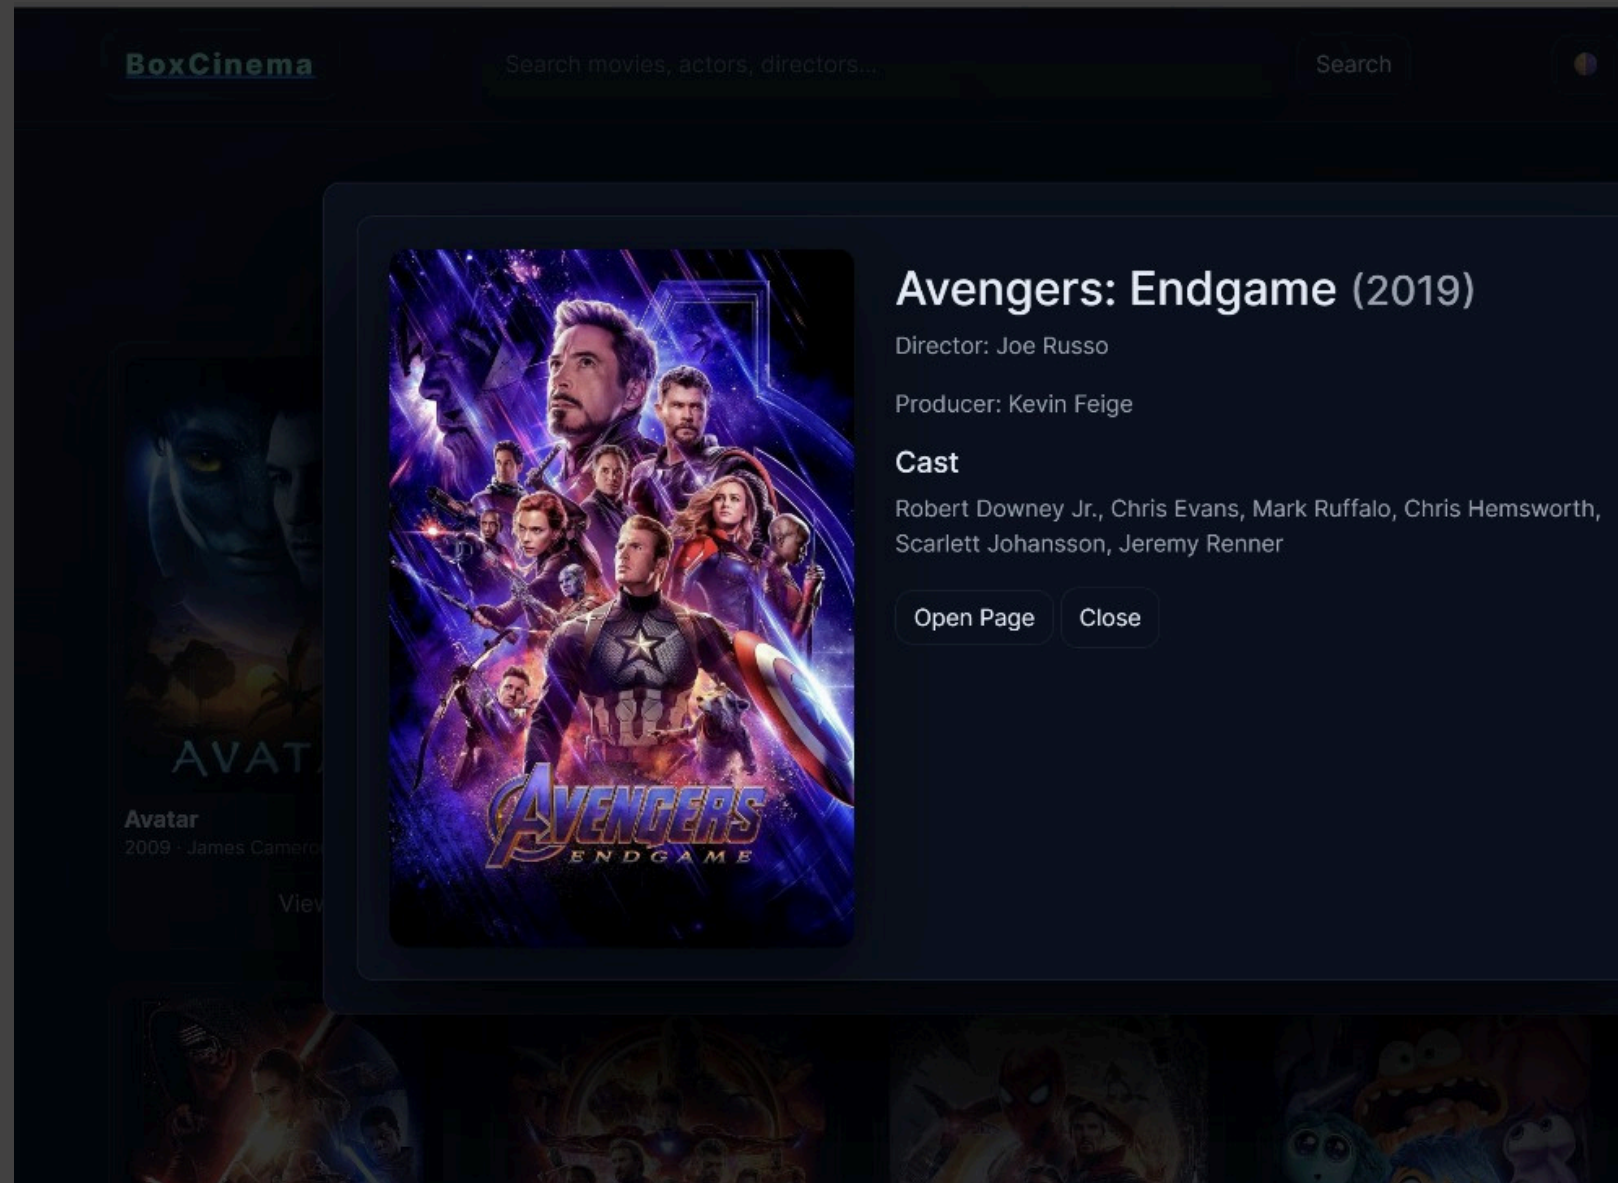 BoxCinema
Search movies, actors, directors...
Search
Avengers: Endgame (2019)
Director: Joe Russo
Producer: Kevin Feige
Cast
Robert Downey Jr., Chris Evans, Mark Ruffalo, Chris Hemsworth,
Scarlett Johansson, Jeremy Renner
Open Page
Close
AVENGERS
ENDGAME
AVAT
Avatar
2009 · James Camero
View